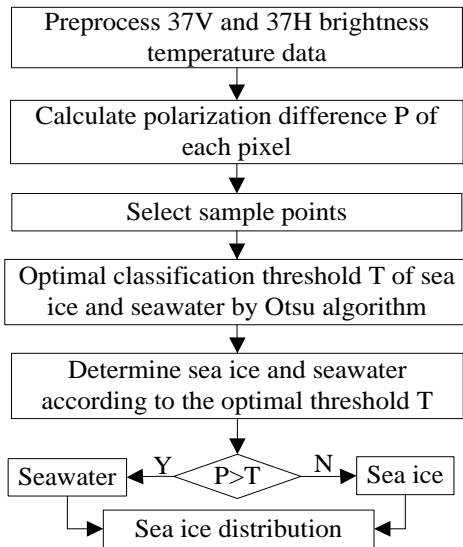 Preprocess 37V and 37H brightness
temperature data
Calculate polarization difference P of
each pixel
Select sample points
Optimal classification threshold T of sea
ice and seawater by Otsu algorithm
Determine sea ice and seawater
according to the optimal threshold T
Y
P>T
N
Seawater
Sea ice
Sea ice distribution